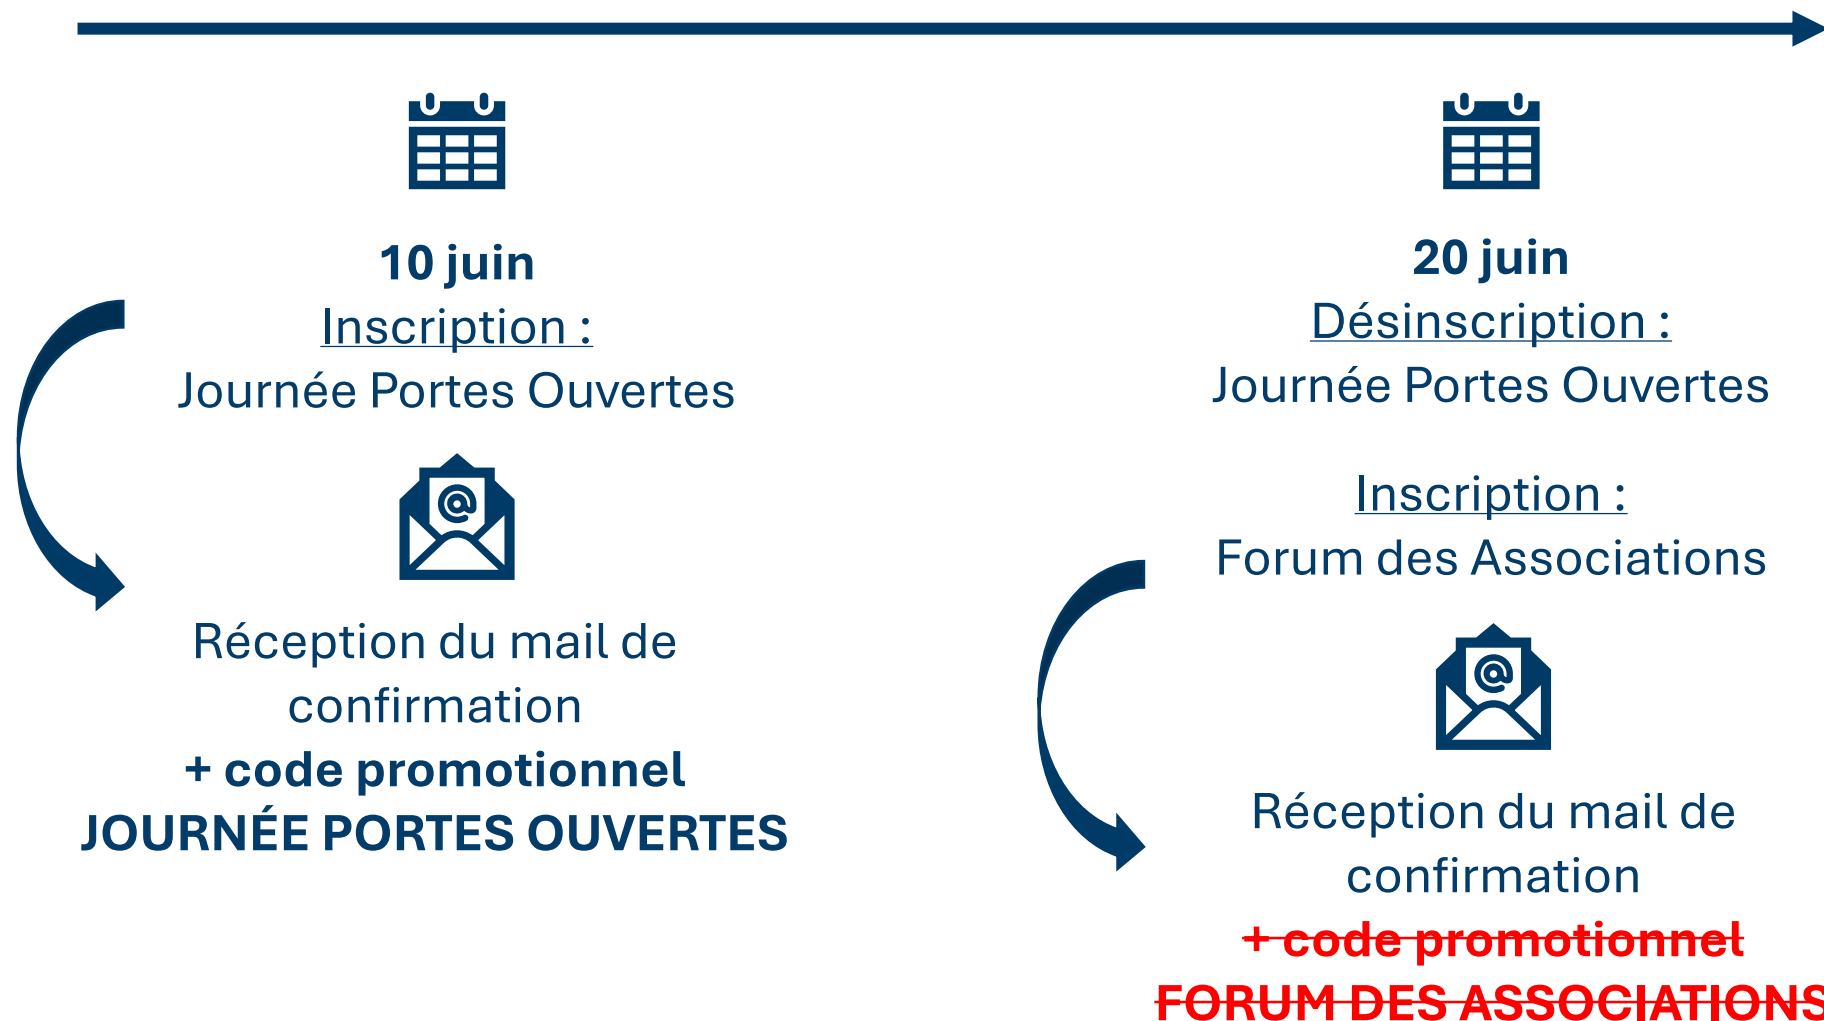 10 juin
Inscription :
Journée Portes Ouvertes
@
Réception du mail de
confirmation
+ code promotionnel
JOURNÉE PORTES OUVERTES
20 juin
Désinscription :
Journée Portes Ouvertes
Inscription :
Forum des Associations
@
Réception du mail de
confirmation
+ code promotionnel
FORUM DES ASSOCIATIONS